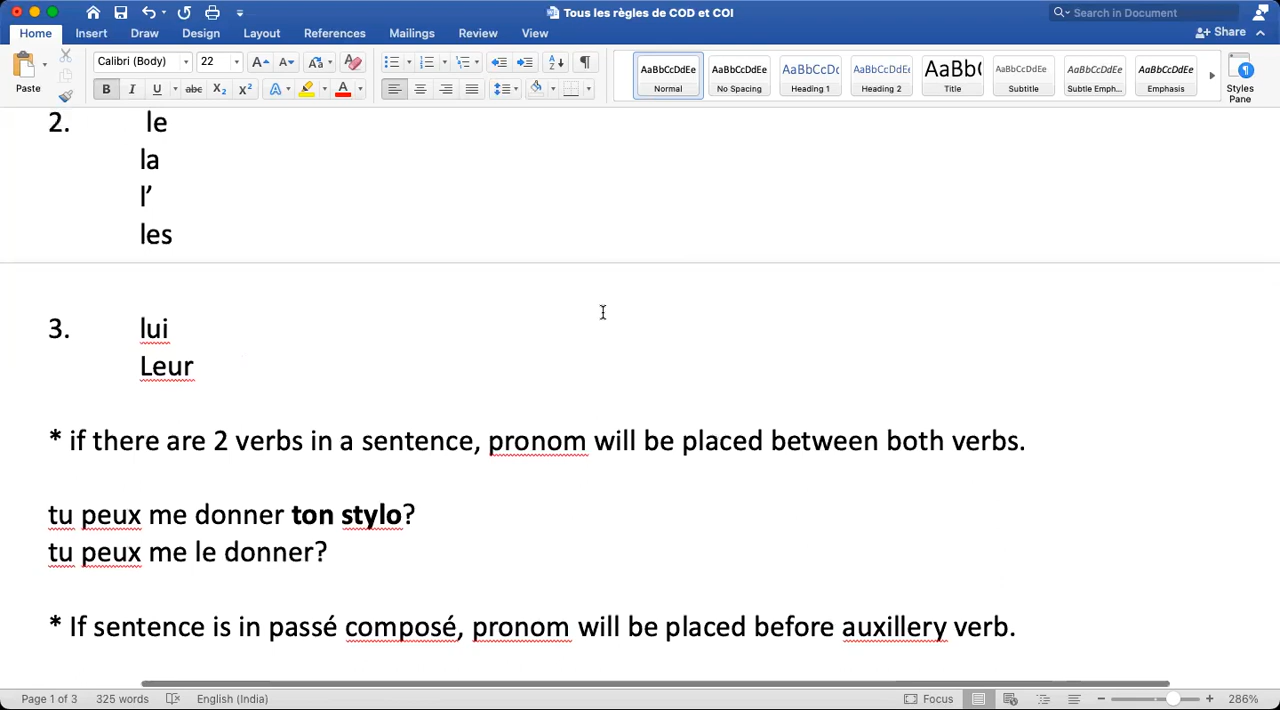 Tous les règles de COD et COI
Search in Document
Home Insert Draw Design Layout References Mailings Review View
Share
Paste
Calibri (Body) 22
AaBbCcDdEe AaBbCcDdEe AaBbCcDc AaBbCcDdEe AaBb( AaBbCcDdEe AaBbCcDdEe AaBbCcDdEe
Normal No Spacing Heading 1 Heading 2 Title Subtitle Subtle Emph... Emphasis
Styles
Pane
2. le
la
l’
les
3. lui
Leur
* if there are 2 verbs in a sentence, pronom will be placed between both verbs.
tu peux me donner ton stylo?
tu peux me le donner?
* If sentence is in passé composé, pronom will be placed before auxillery verb.
Page 1 of 3 325 words English (India) Focus 286%